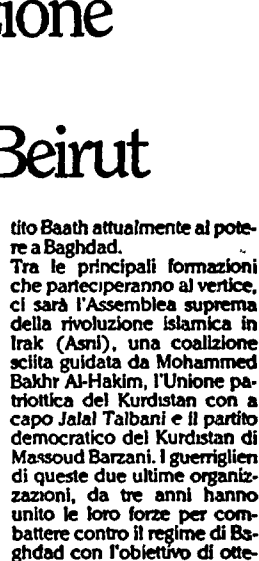 zione
Beirut
tito Baath attualmente al pote-
re a Baghdad.
Tra le principali formazioni
che parteciperanno al vertice,
ci sarà l'Assemblea suprema
della rivoluzione islamica in
Irak (Asni), una coalizione
sciita guidata da Mohammed
Bakhr Al-Hakim, l'Unione pa-
triottica del Kurdistan con a
capo Jalal Talbani e il partito
democratico del Kurdistan di
Massoud Barzani. I guerriglieri
di queste due ultime organiz-
zazioni, da tre anni hanno
unito le loro forze per com-
battere contro il regime di Ba-
ghdad con l'obiettivo di otte-